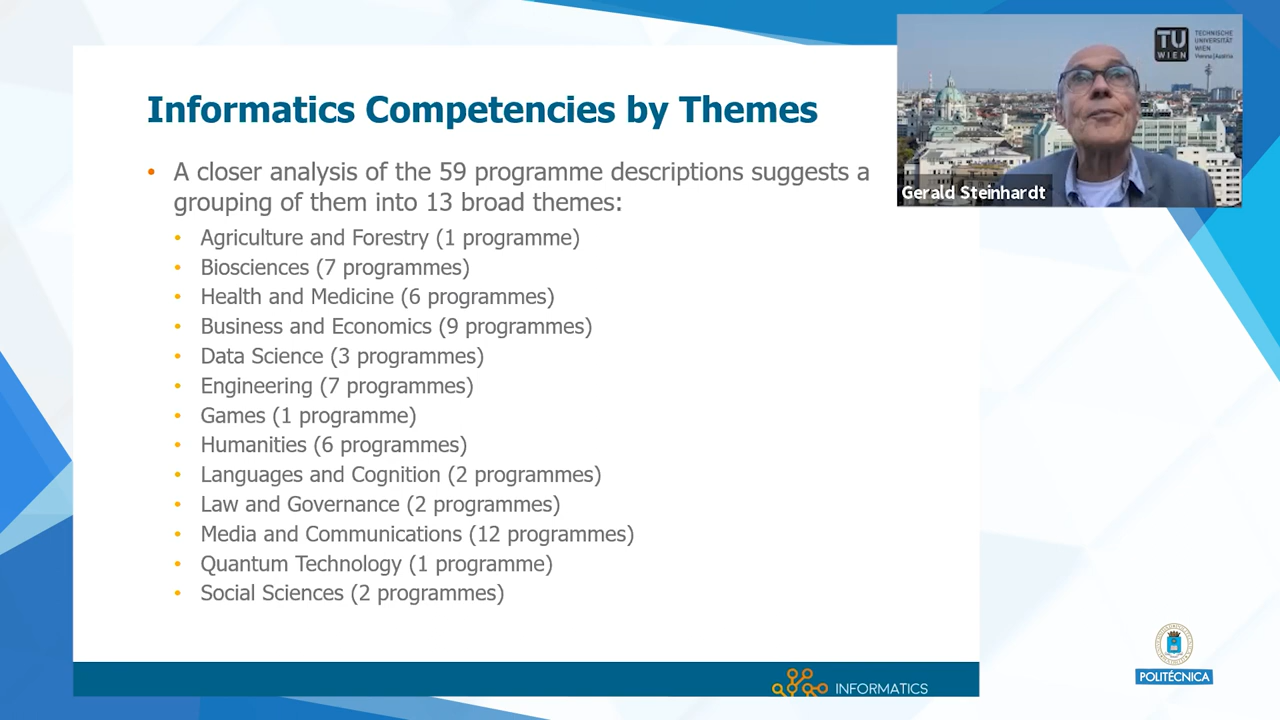 Informatics Competencies by Themes
• A closer analysis of the 59 programme descriptions suggests a
grouping of them into 13 broad themes:
• Agriculture and Forestry (1 programme)
• Biosciences (7 programmes)
• Health and Medicine (6 programmes)
• Business and Economics (9 programmes)
• Data Science (3 programmes)
• Engineering (7 programmes)
• Games (1 programme)
• Humanities (6 programmes)
• Languages and Cognition (2 programmes)
• Law and Governance (2 programmes)
• Media and Communications (12 programmes)
• Quantum Technology (1 programme)
• Social Sciences (2 programmes)
INFORMATICS
TU
WIEN
TECHNISCHE
UNIVERSITÄT
WIEN
Vienna | Austria
Gerald Steinhardt
POLITÉCNICA